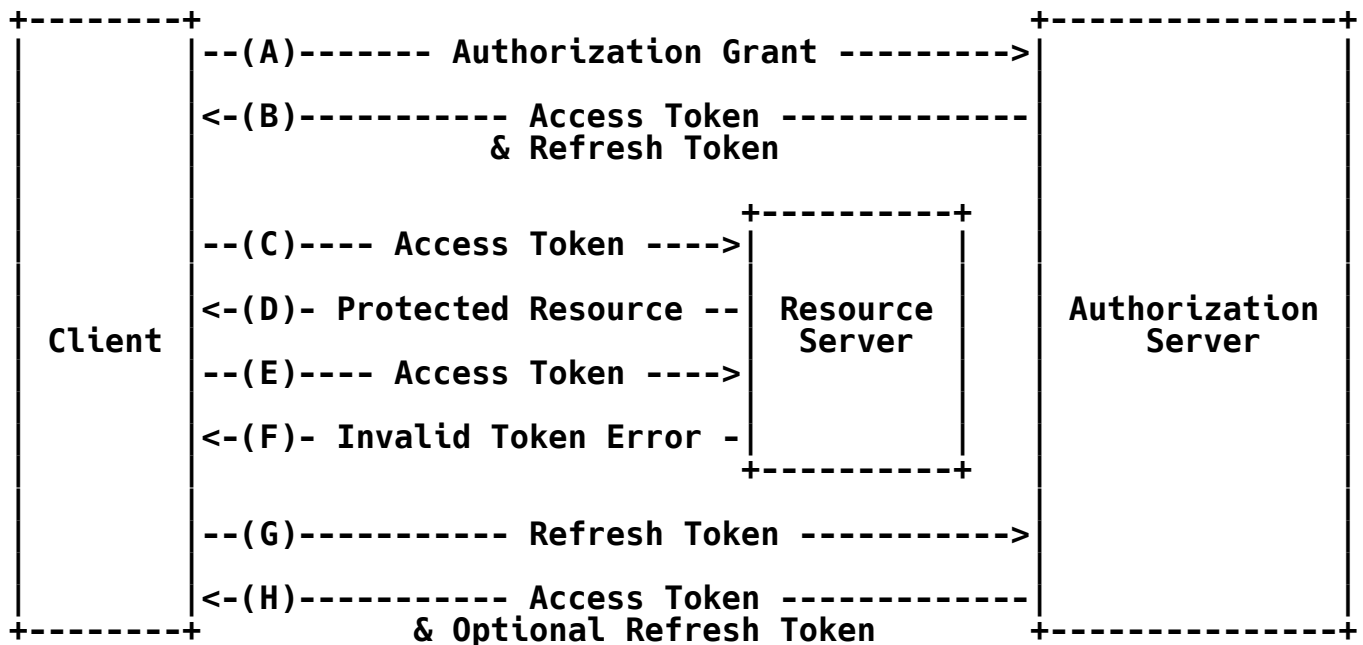 +--------+                                           +---------------+
|        |--(A)------- Authorization Grant --------->|               |
|        |                                           |               |
|        |<-(B)----------- Access Token -------------|               |
|        |               & Refresh Token             |               |
|        |                                           |               |
|        |                            +----------+   |               |
|        |--(C)---- Access Token ---->|          |   |               |
|        |                            |          |   |               |
|        |<-(D)- Protected Resource --| Resource |   | Authorization |
| Client |                            |  Server  |   |     Server    |
|        |--(E)---- Access Token ---->|          |   |               |
|        |                            |          |   |               |
|        |<-(F)- Invalid Token Error -|          |   |               |
|        |                            +----------+   |               |
|        |                                           |               |
|        |--(G)----------- Refresh Token ----------->|               |
|        |                                           |               |
|        |<-(H)----------- Access Token -------------|               |
+--------+           & Optional Refresh Token        +---------------+